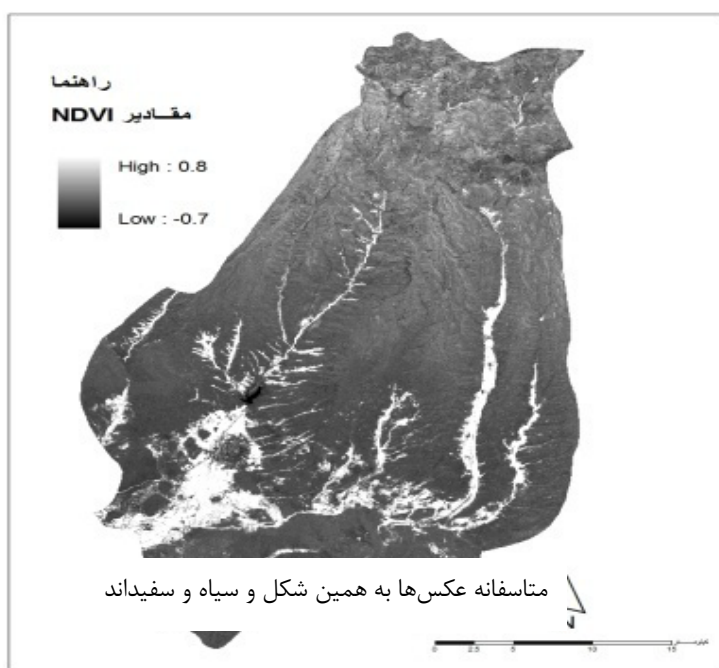 راهنما
مقادیر NDVI
High : 0.8
Low : -0.7
متاسفانه عکس‌ها به همین شکل و سیاه و سفیداند
0 2.5 5 10 15